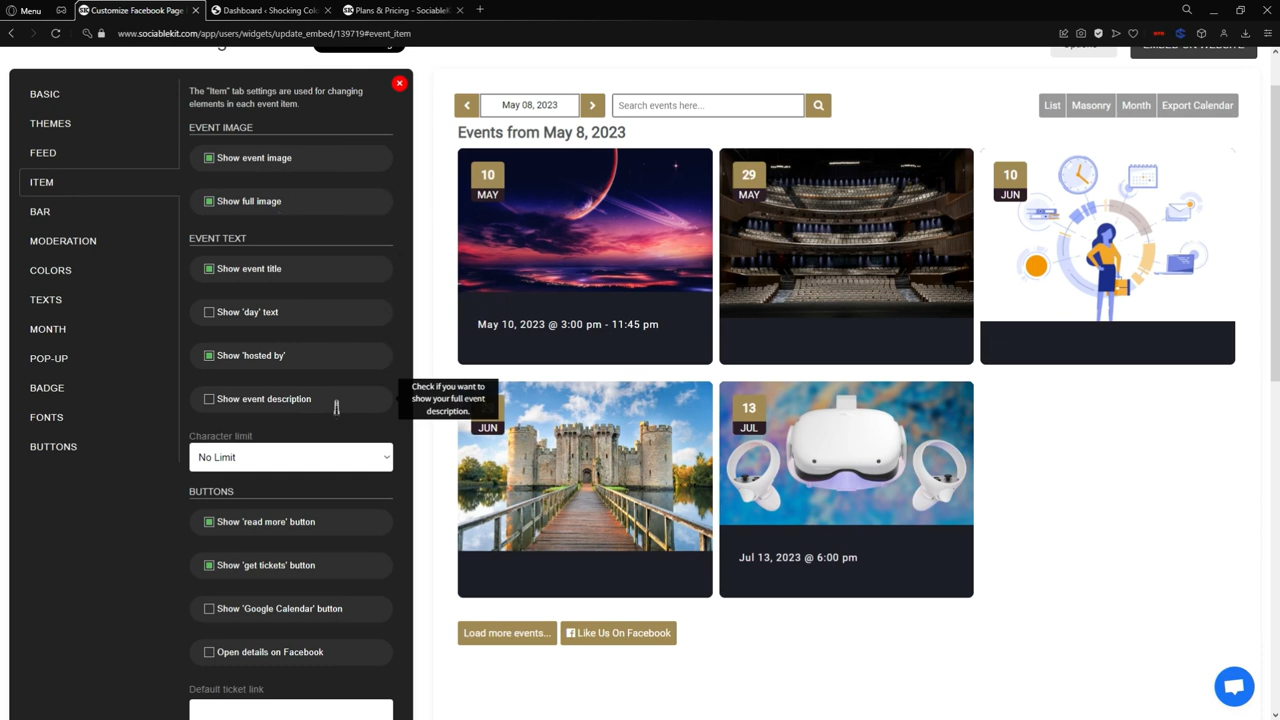 Menu
Customize Facebook Page
Dashboard ‹ Shocking Colo
Plans & Pricing - SociableK
www.sociablekit.com/app/users/widgets/update_embed/139719#event_item
BASIC
THEMES
FEED
ITEM
BAR
MODERATION
COLORS
TEXTS
MONTH
POP-UP
BADGE
FONTS
BUTTONS
The "Item" tab settings are used for changing
elements in each event item.
EVENT IMAGE
Show event image
Show full image
EVENT TEXT
Show event title
Show 'day' text
Show 'hosted by'
Show event description
Check if you want to
show your full event
description.
Character limit
No Limit
BUTTONS
Show 'read more' button
Show 'get tickets' button
Show 'Google Calendar' button
Open details on Facebook
Default ticket link
EMBED ON WEBSITE
May 08, 2023
Search events here...
List
Masonry
Month
Export Calendar
Events from May 8, 2023
10
MAY
May 10, 2023 @ 3:00 pm - 11:45 pm
29
MAY
10
JUN
JUN
13
JUL
Jul 13, 2023 @ 6:00 pm
Load more events...
Like Us On Facebook